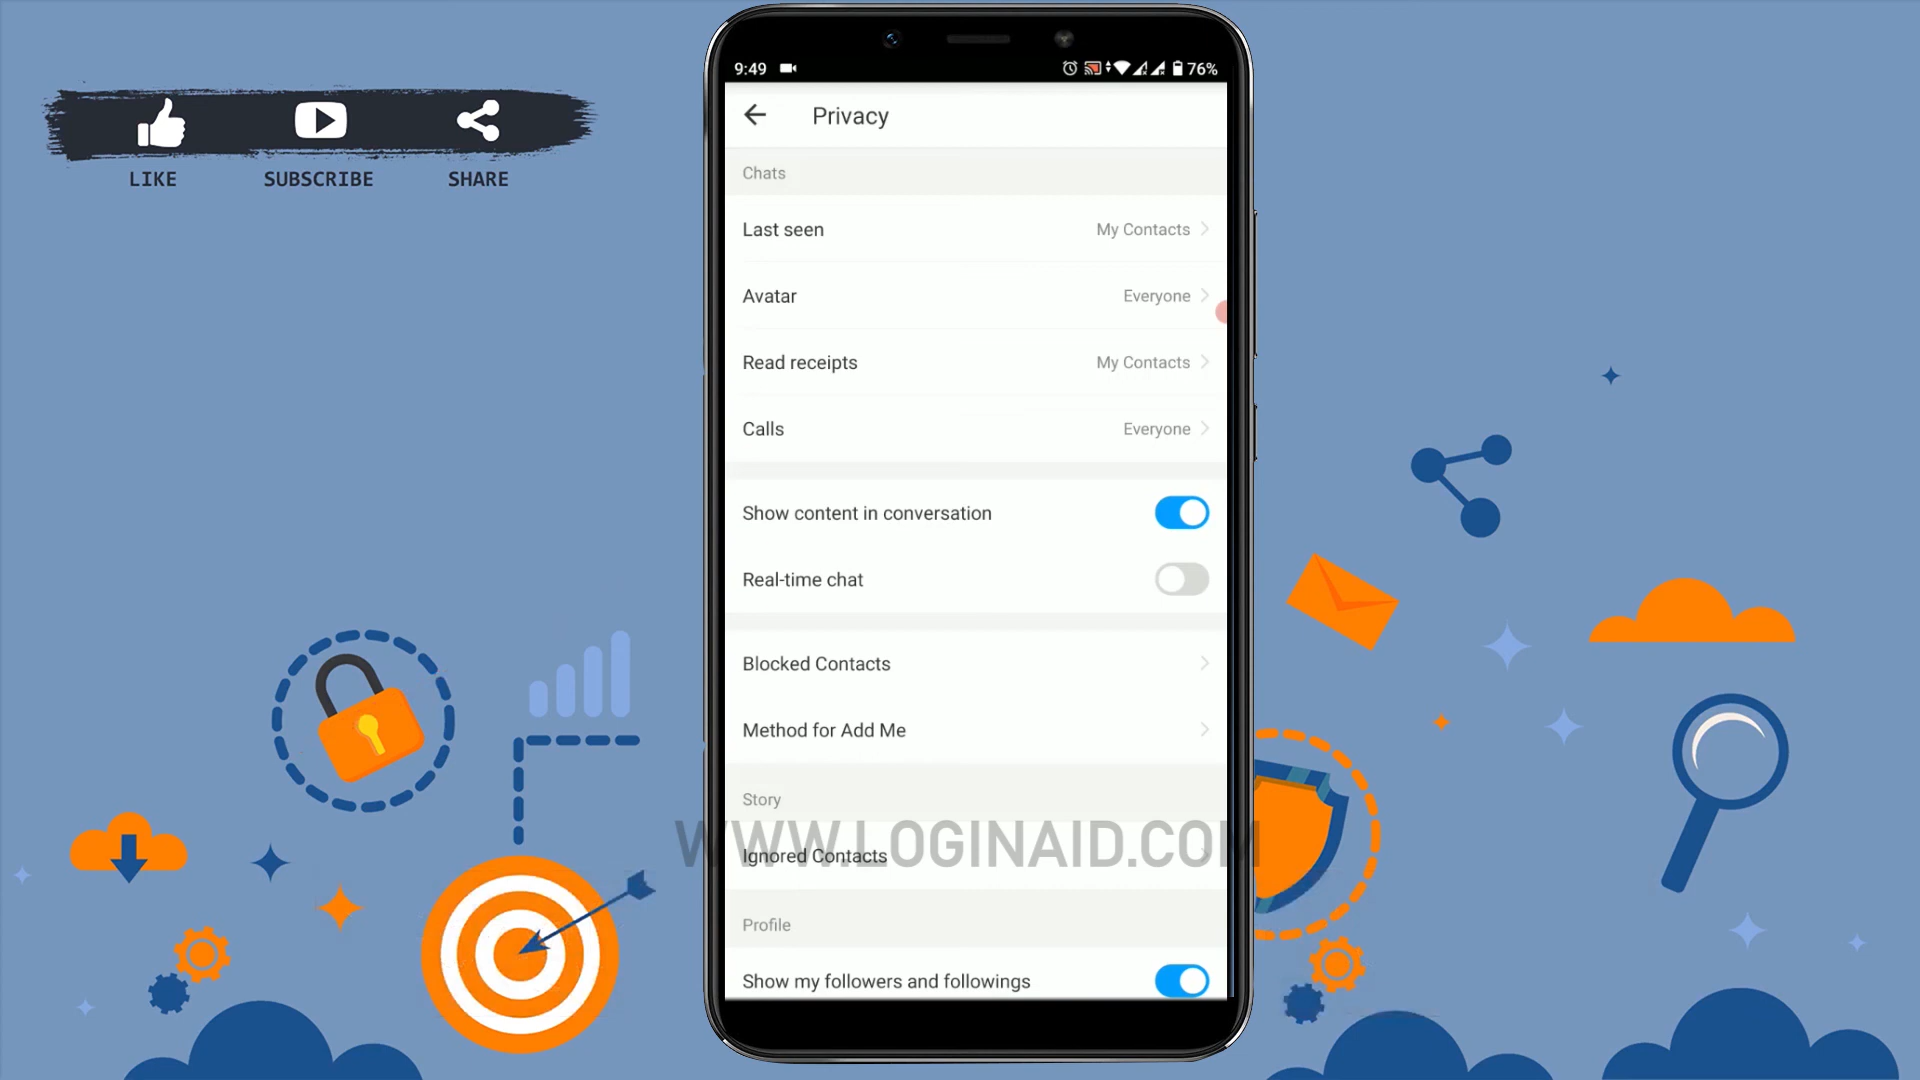 LIKE
SUBSCRIBE
SHARE
9:49
76%
Privacy
Chats
Last seen
My Contacts
Avatar
Everyone
Read receipts
My Contacts
Calls
Everyone
Show content in conversation
Real-time chat
Blocked Contacts
Method for Add Me
Story
WWW.LOGINAID.COM
Ignored Contacts
Profile
Show my followers and followings